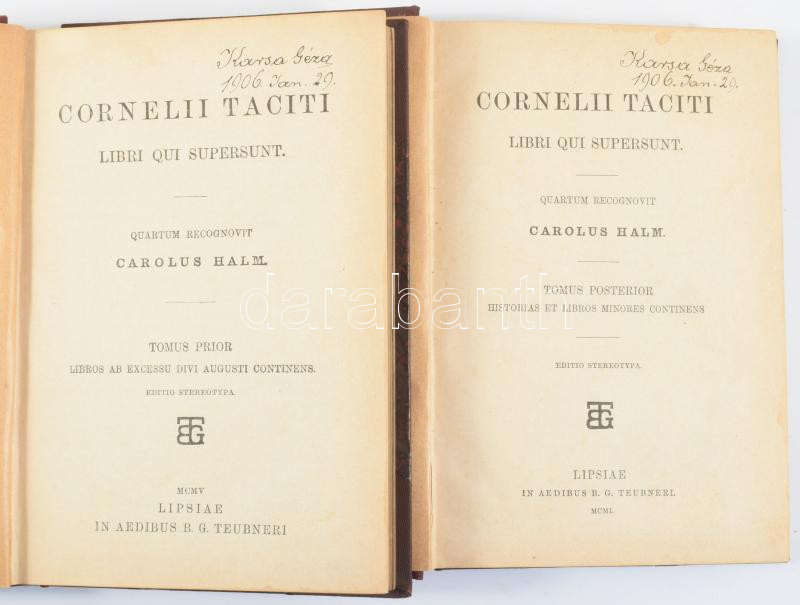 Karsa Géza
1906. Jan. 29.
CORNELII TACITI
LIBRI QUI SUPERSUNT.
QUARTUM RECOGNOVIT
CAROLUS HALM.
TOMUS PRIOR
LIBROS AB EXCESSU DIVI AUGUSTI CONTINENS.
EDITIO STEREOTYPA.
BTG
MCMV
LIPSIAE
IN AEDIBUS B. G. TEUBNERI
Karsa Géza
1906. Jan. 29.
CORNELII TACITI
LIBRI QUI SUPERSUNT.
QUARTUM RECOGNOVIT
CAROLUS HALM.
TOMUS POSTERIOR
HISTORIAS ET LIBROS MINORES CONTINENS
EDITIO STEREOTYPA.
BTG
LIPSIAE
IN AEDIBUS B. G. TEUBNERI.
MCMI.
darabanth